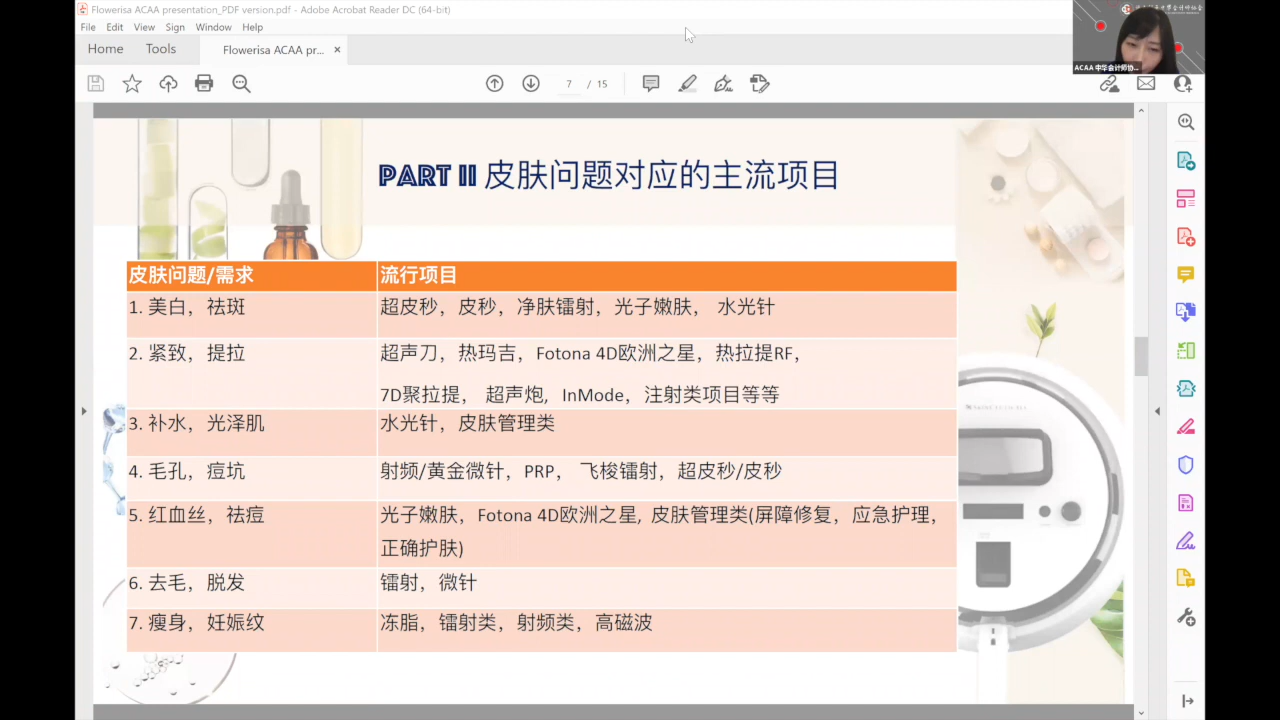 Flowerisa ACAA presentation_PDF version.pdf - Adobe Acrobat Reader DC (64-bit)
File Edit View Sign Window Help
Home Tools Flowerisa ACAA pr... ×
7 / 15
ACAA 中华会计师协...
PART II 皮肤问题对应的主流项目
皮肤问题/需求 流行项目
1. 美白，祛斑 超皮秒，皮秒，净肤镭射，光子嫩肤， 水光针
2. 紧致，提拉 超声刀，热玛吉，Fotona 4D欧洲之星，热拉提RF，
7D聚拉提， 超声炮, InMode，注射类项目等等
3. 补水，光泽肌 水光针，皮肤管理类
4. 毛孔，痘坑 射频/黄金微针，PRP， 飞梭镭射，超皮秒/皮秒
5. 红血丝，祛痘 光子嫩肤，Fotona 4D欧洲之星, 皮肤管理类(屏障修复，应急护理，
正确护肤)
6. 去毛，脱发 镭射，微针
7. 瘦身，妊娠纹 冻脂，镭射类，射频类，高磁波